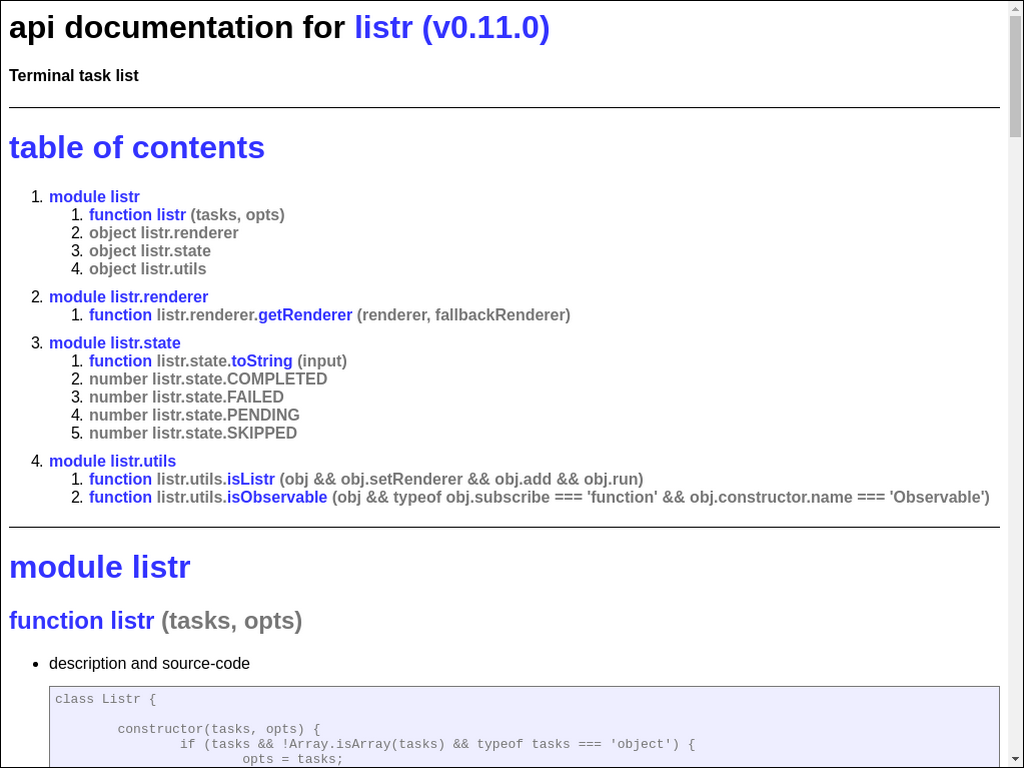 api documentation for listr (v0.11.0)
Terminal task list
table of contents
1. module listr
1. function listr (tasks, opts)
2. object listr.renderer
3. object listr.state
4. object listr.utils
2. module listr.renderer
1. function listr.renderer.getRenderer (renderer, fallbackRenderer)
3. module listr.state
1. function listr.state.toString (input)
2. number listr.state.COMPLETED
3. number listr.state.FAILED
4. number listr.state.PENDING
5. number listr.state.SKIPPED
4. module listr.utils
1. function listr.utils.isListr (obj && obj.setRenderer && obj.add && obj.run)
2. function listr.utils.isObservable (obj && typeof obj.subscribe === 'function' && obj.constructor.name === 'Observable')
module listr
function listr (tasks, opts)
• description and source-code
class Listr {
constructor(tasks, opts) {
if (tasks && !Array.isArray(tasks) && typeof tasks === 'object') {
opts = tasks;